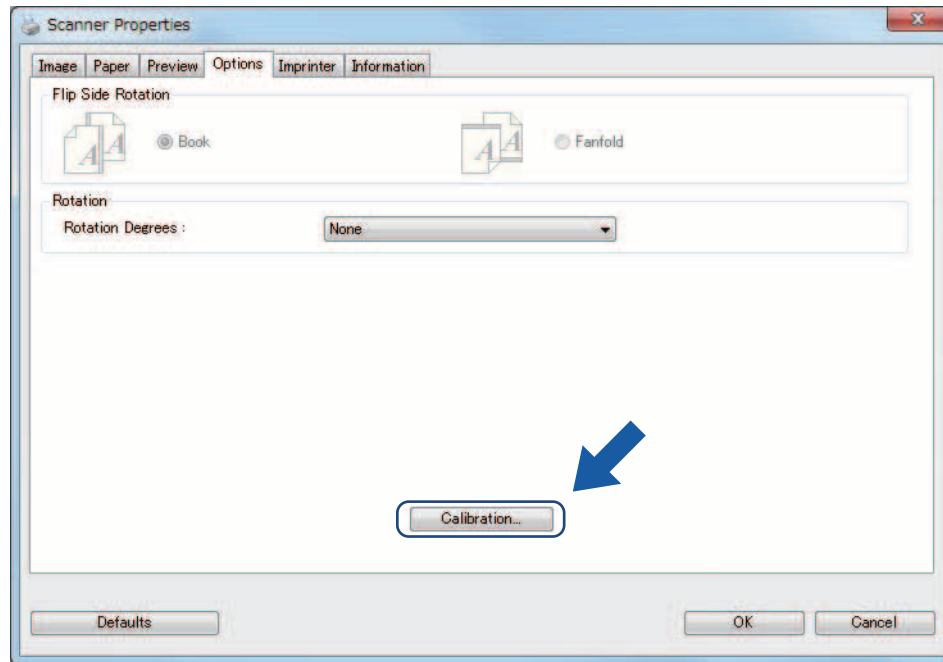 Scanner Properties
Image Paper Preview Options Imprinter Information
Flip Side Rotation
A A Book A A Fanfold
Rotation
Rotation Degrees : None
Calibration...
Defaults OK Cancel